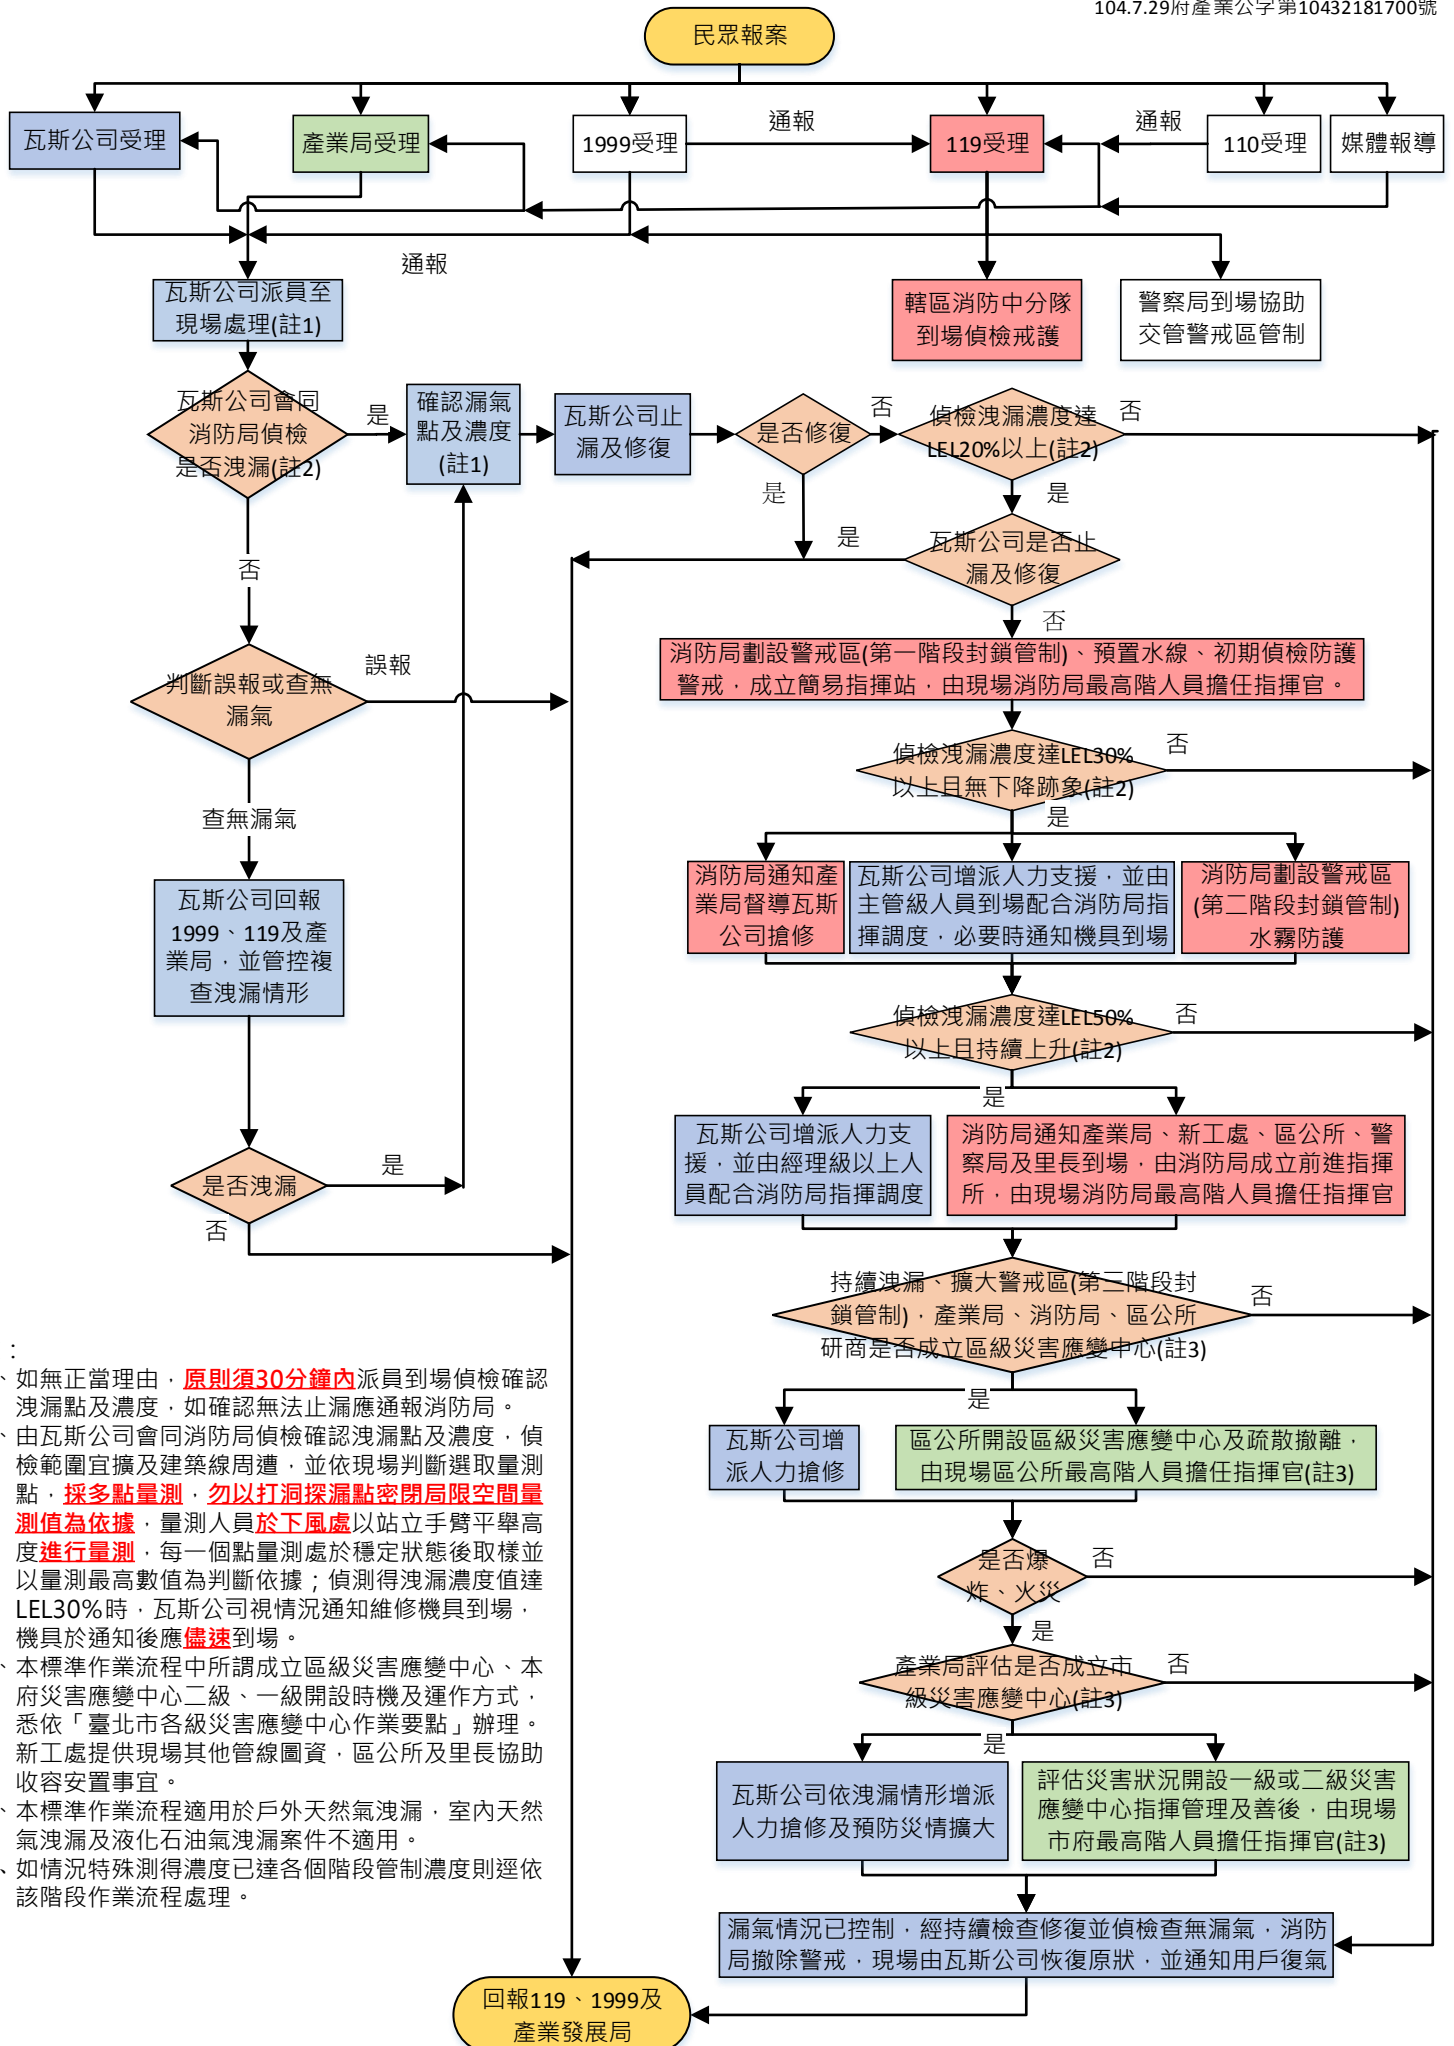 104.7.29府產業公字第10432181700號
民眾報案
瓦斯公司受理
產業局受理
1999受理
通報
119受理
通報
110受理
媒體報導
通報
瓦斯公司派員至
現場處理(註1)
轄區消防中分隊
到場偵檢戒護
警察局到場協助
交管警戒區管制
瓦斯公司會同
消防局偵檢
是否洩漏(註2)
是
確認漏氣
點及濃度
(註1)
瓦斯公司止
漏及修復
是否修復
否
偵檢洩漏濃度達
LEL20%以上(註2)
否
是
是
否
是
瓦斯公司是否止
漏及修復
否
消防局劃設警戒區(第一階段封鎖管制)、預置水線、初期偵檢防護
警戒，成立簡易指揮站，由現場消防局最高階人員擔任指揮官。
判斷誤報或查無
漏氣
誤報
偵檢洩漏濃度達LEL30%
以上且無下降跡象(註2)
否
是
查無漏氣
消防局通知產
業局督導瓦斯
公司搶修
瓦斯公司增派人力支援，並由
主管級人員到場配合消防局指
揮調度，必要時通知機具到場
消防局劃設警戒區
(第二階段封鎖管制)
水霧防護
瓦斯公司回報
1999、119及產
業局，並管控複
查洩漏情形
偵檢洩漏濃度達LEL50%
以上且持續上升(註2)
否
是
瓦斯公司增派人力支
援，並由經理級以上人
員配合消防局指揮調度
消防局通知產業局、新工處、區公所、警
察局及里長到場，由消防局成立前進指揮
所，由現場消防局最高階人員擔任指揮官
是否洩漏
是
否
持續洩漏、擴大警戒區(第三階段封
鎖管制)，產業局、消防局、區公所
研商是否成立區級災害應變中心(註3)
否
是
瓦斯公司增
派人力搶修
區公所開設區級災害應變中心及疏散撤離，
由現場區公所最高階人員擔任指揮官(註3)
是否爆
炸、火災
否
是
產業局評估是否成立市
級災害應變中心(註3)
否
是
瓦斯公司依洩漏情形增派
人力搶修及預防災情擴大
評估災害狀況開設一級或二級災害
應變中心指揮管理及善後，由現場
市府最高階人員擔任指揮官(註3)
漏氣情況已控制，經持續檢查修復並偵檢查無漏氣，消防
局撤除警戒，現場由瓦斯公司恢復原狀，並通知用戶復氣
回報119、1999及
產業發展局
：
、如無正當理由，原則須30分鐘內派員到場偵檢確認
洩漏點及濃度，如確認無法止漏應通報消防局。
、由瓦斯公司會同消防局偵檢確認洩漏點及濃度，偵
檢範圍宜擴及建築線周遭，並依現場判斷選取量測
點，採多點量測，勿以打洞探漏點密閉局限空間量
測值為依據，量測人員於下風處以站立手臂平舉高
度進行量測，每一個點量測處於穩定狀態後取樣並
以量測最高數值為判斷依據；偵測得洩漏濃度值達
LEL30%時，瓦斯公司視情況通知維修機具到場，
機具於通知後應儘速到場。
、本標準作業流程中所謂成立區級災害應變中心、本
府災害應變中心二級、一級開設時機及運作方式，
悉依「臺北市各級災害應變中心作業要點」辦理。
新工處提供現場其他管線圖資，區公所及里長協助
收容安置事宜。
、本標準作業流程適用於戶外天然氣洩漏，室內天然
氣洩漏及液化石油氣洩漏案件不適用。
、如情況特殊測得濃度已達各個階段管制濃度則逕依
該階段作業流程處理。